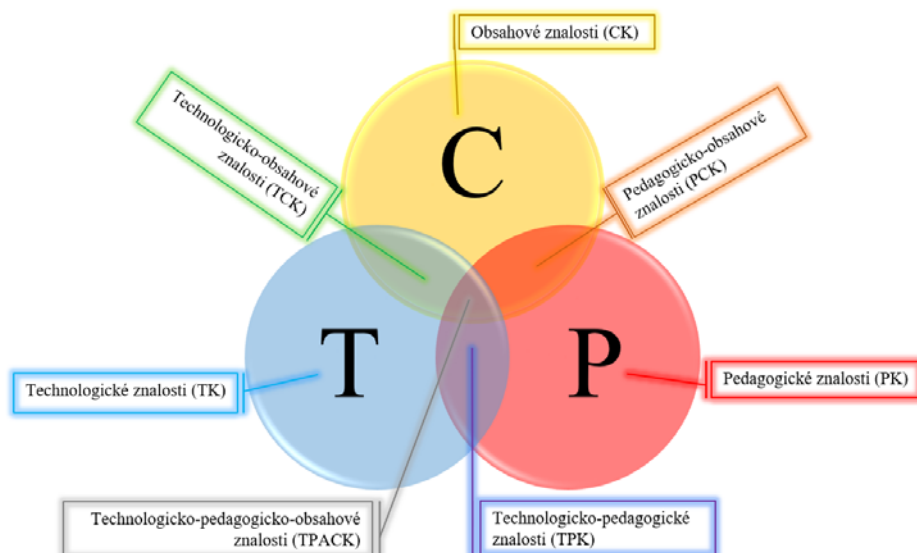 Obsahové znalosti (CK)
Technologicko-obsahové
znalosti (TCK)
Pedagogicko-obsahové
znalosti (PCK)
C
T
P
Technologické znalosti (TK)
Pedagogické znalosti (PK)
Technologicko-pedagogicko-obsahové
znalosti (TPACK)
Technologicko-pedagogické
znalosti (TPK)